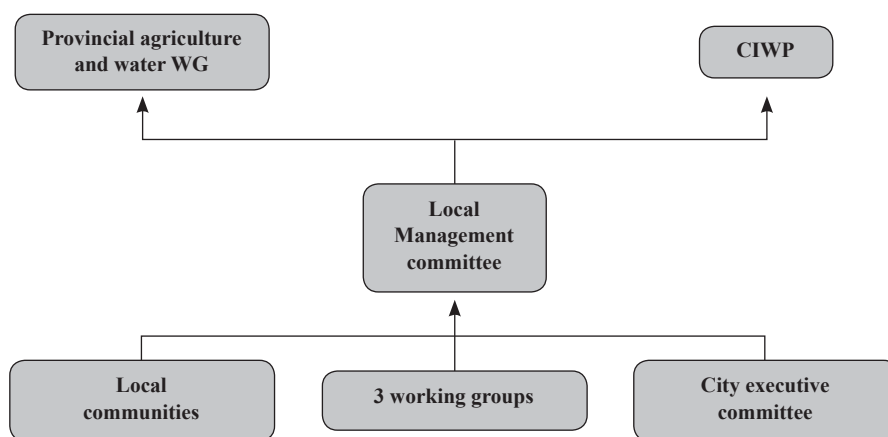 Provincial agriculture
and water WG
CIWP
Local
Management
committee
Local
communities
3 working groups
City executive
committee